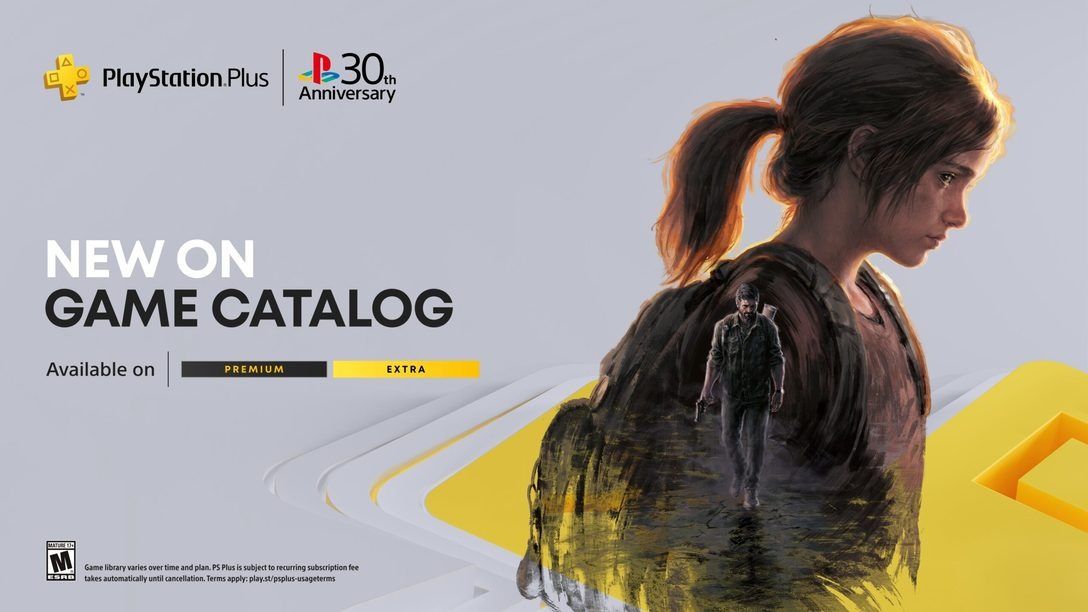 PlayStation®Plus
30th
Anniversary
NEW ON
GAME CATALOG
Available on
PREMIUM
EXTRA
MATURE 17+
M
ESRB
Game library varies over time and plan. PS Plus is subject to recurring subscription fee
takes automatically until cancellation. Terms apply: play.st/psplus-usageterms